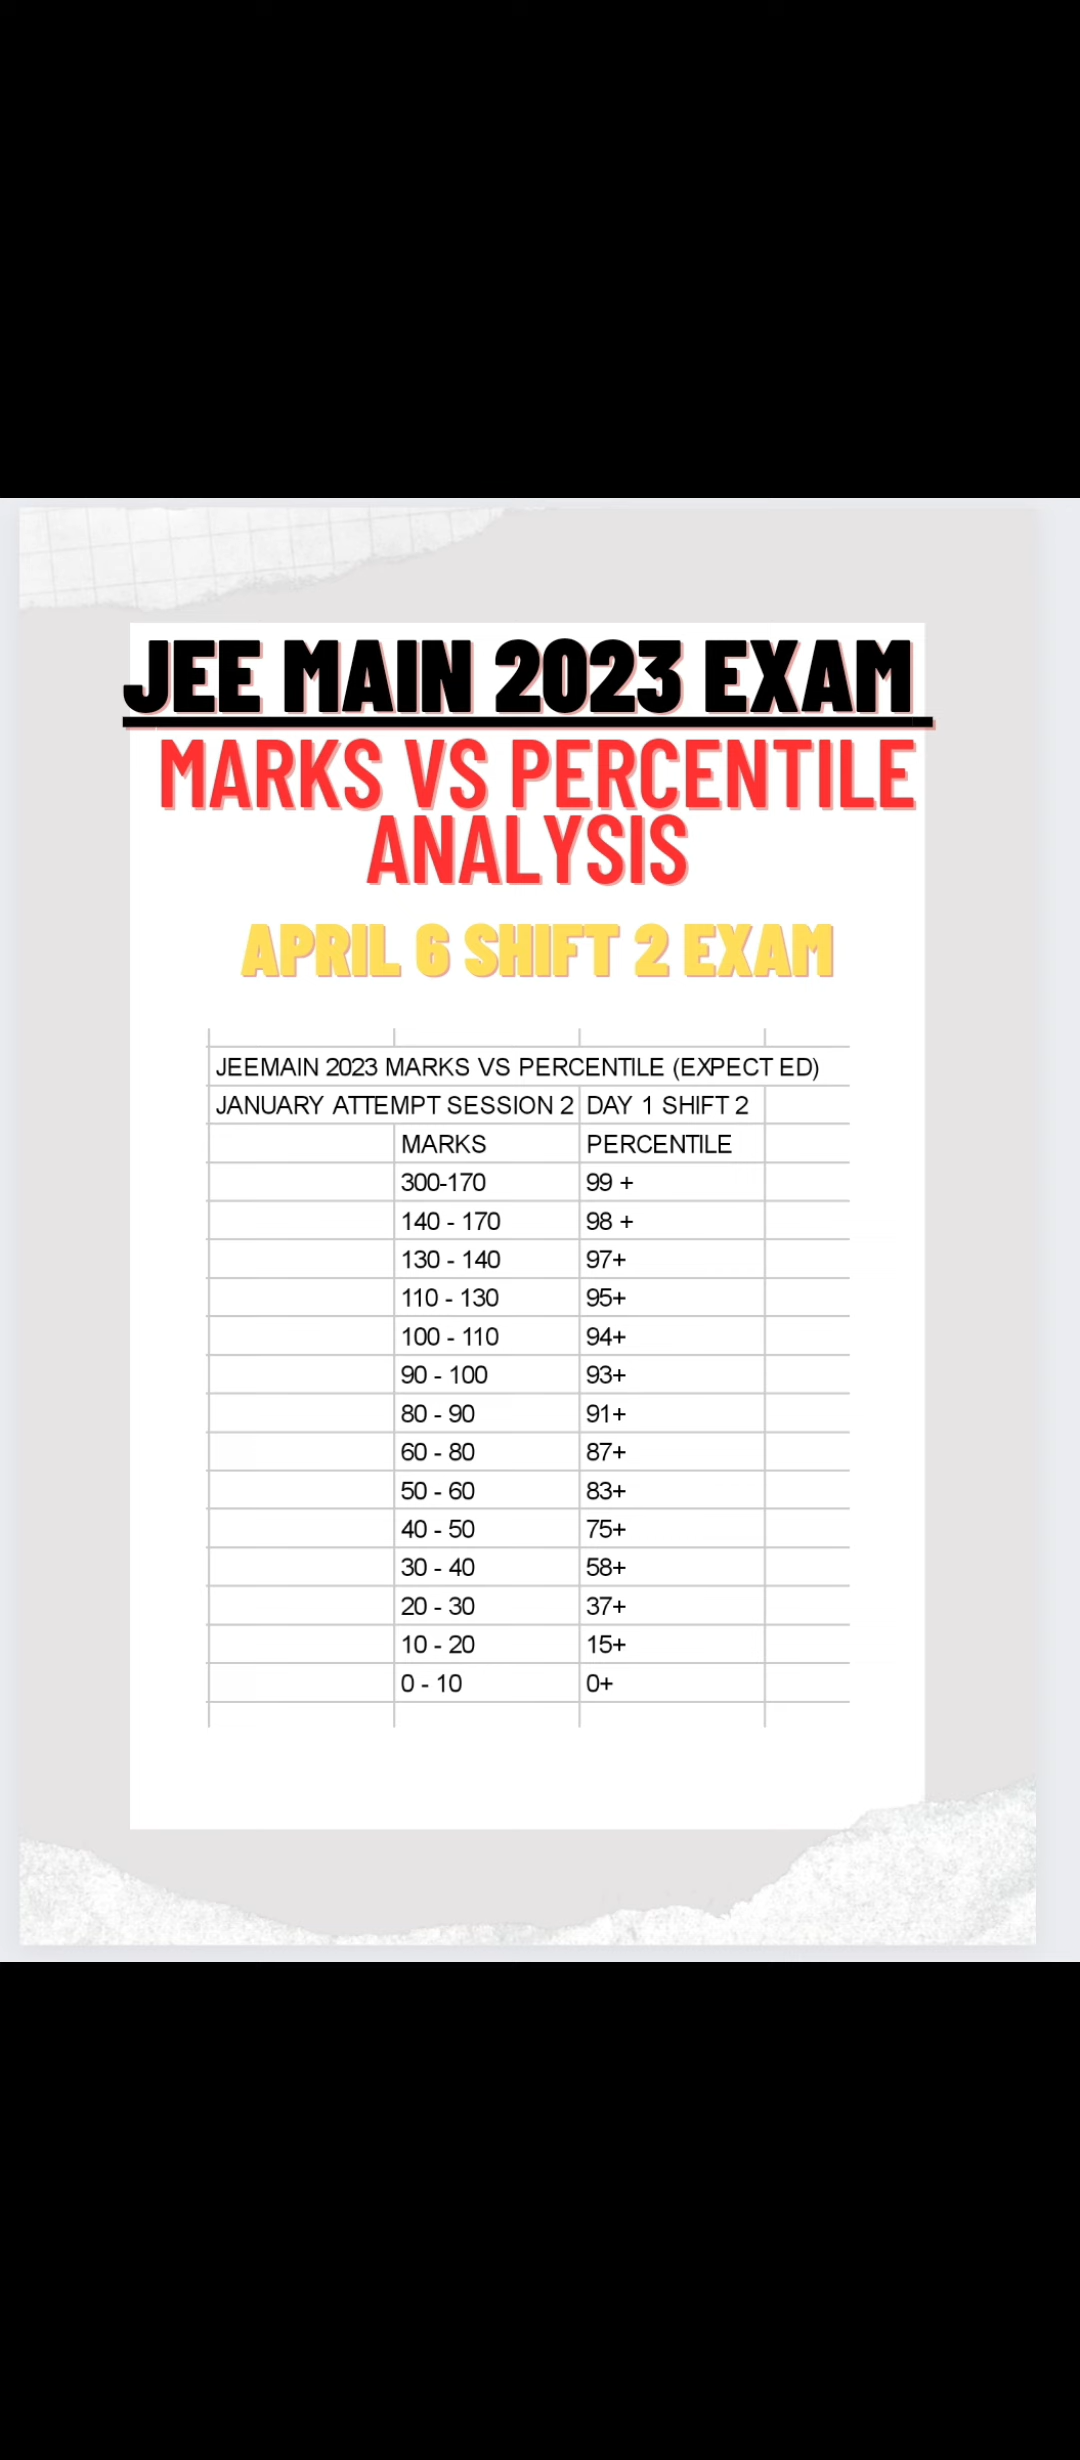 JEE MAIN 2023 EXAM
MARKS VS PERCENTILE
ANALYSIS
APRIL 6 SHIFT 2 EXAM
JEEMAIN 2023 MARKS VS PERCENTILE (EXPECT ED)
JANUARY ATTEMPT SESSION 2 DAY 1 SHIFT 2
MARKS PERCENTILE
300-170 99 +
140 - 170 98 +
130 - 140 97+
110 - 130 95+
100 - 110 94+
90 - 100 93+
80 - 90 91+
60 - 80 87+
50 - 60 83+
40 - 50 75+
30 - 40 58+
20 - 30 37+
10 - 20 15+
0 - 10 0+